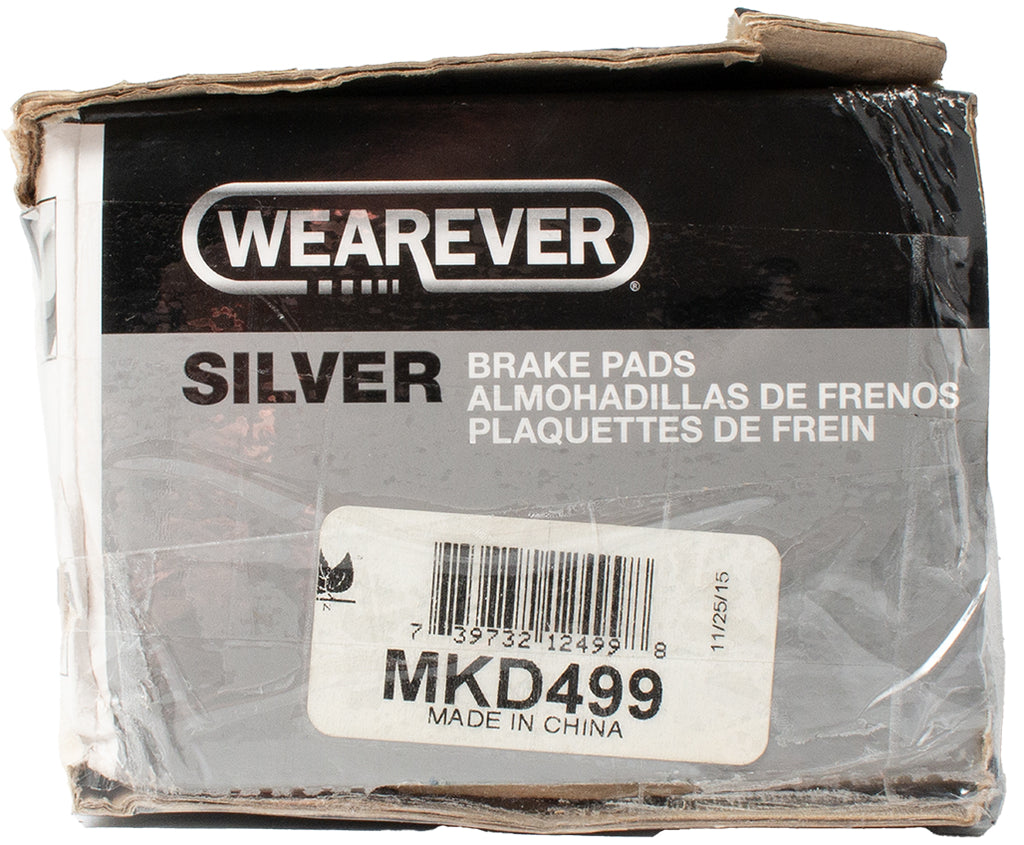 WEAREVER®
SILVER
BRAKE PADS
ALMOHADILLAS DE FRENOS
PLAQUETTES DE FREIN
11/25/15
7 39732 12499 8
MKD499
MADE IN CHINA